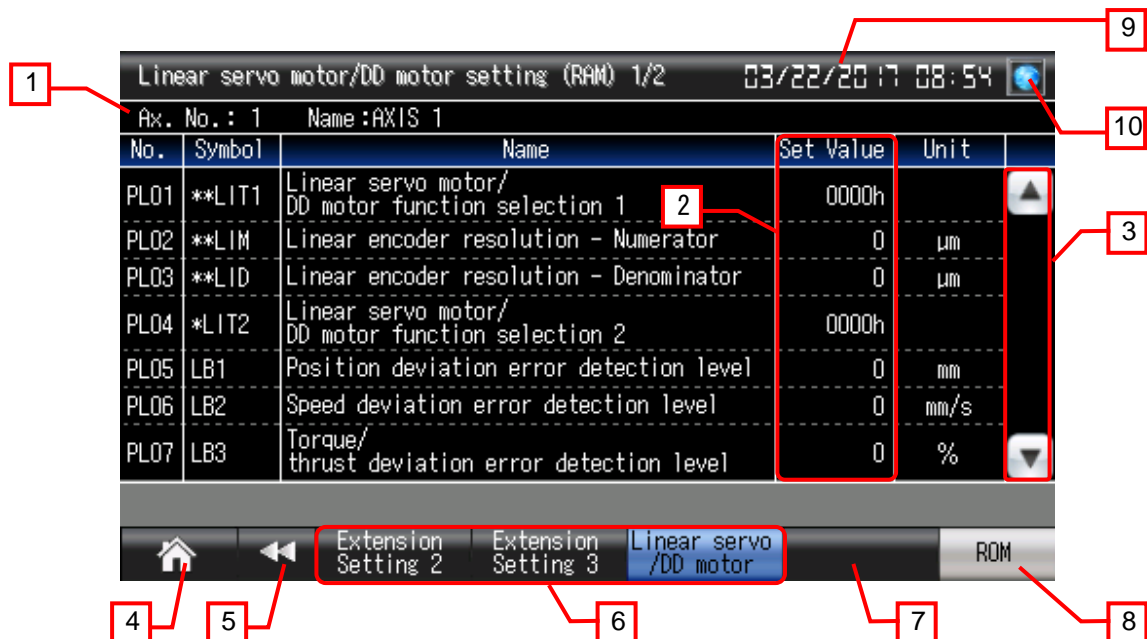 9
Linear servo motor/DD motor setting (RAM) 1/2 03/22/2017 08:54
1
10
Ax. No.: 1 Name:AXIS 1
No. Symbol Name Set Value Unit
PL01 **LIT1 Linear servo motor/
DD motor function selection 1 0000h
2
PL02 **LIM Linear encoder resolution - Numerator 0 μm
3
PL03 **LID Linear encoder resolution - Denominator 0 μm
PL04 *LIT2 Linear servo motor/
DD motor function selection 2 0000h
PL05 LB1 Position deviation error detection level 0 mm
PL06 LB2 Speed deviation error detection level 0 mm/s
PL07 LB3 Torque/
thrust deviation error detection level 0 %
Extension
Setting 2
Extension
Setting 3
Linear servo
/DD motor
ROM
4 5 6 7 8